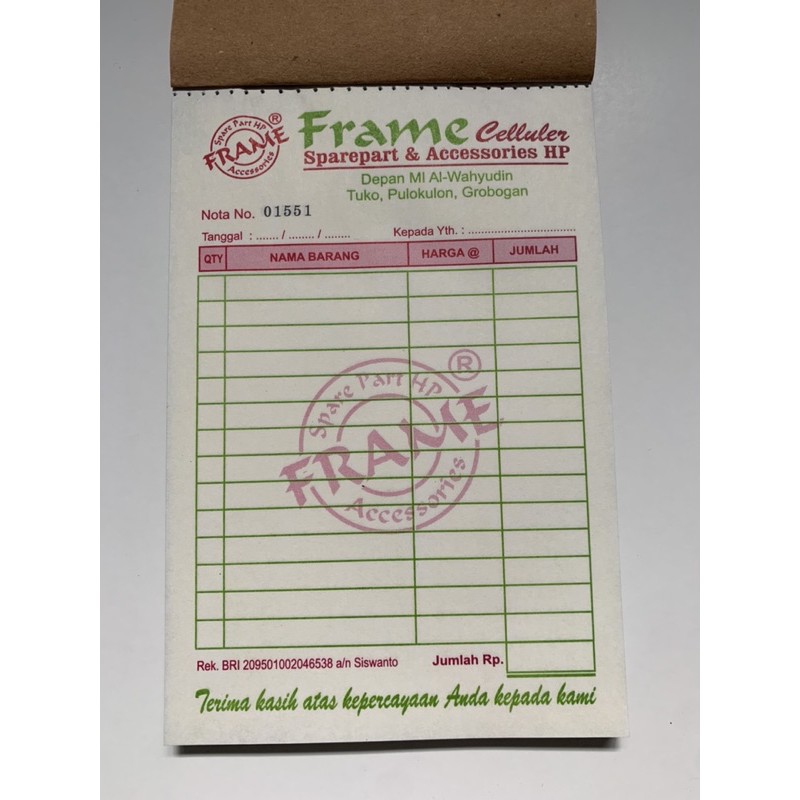 Spare Part HP
FRAME
Accessories
®
Frame Celluler
Sparepart & Accessories HP
Depan MI Al-Wahyudin
Tuko, Pulokulon, Grobogan
Nota No. 01551
Tanggal : ....... / ........ / ........ Kepada Yth. : ................................
QTY NAMA BARANG HARGA @ JUMLAH
Spare Part HP
®
FRAME
Accessories
Rek. BRI 209501002046538 a/n Siswanto Jumlah Rp.
Terima kasih atas kepercayaan Anda kepada kami